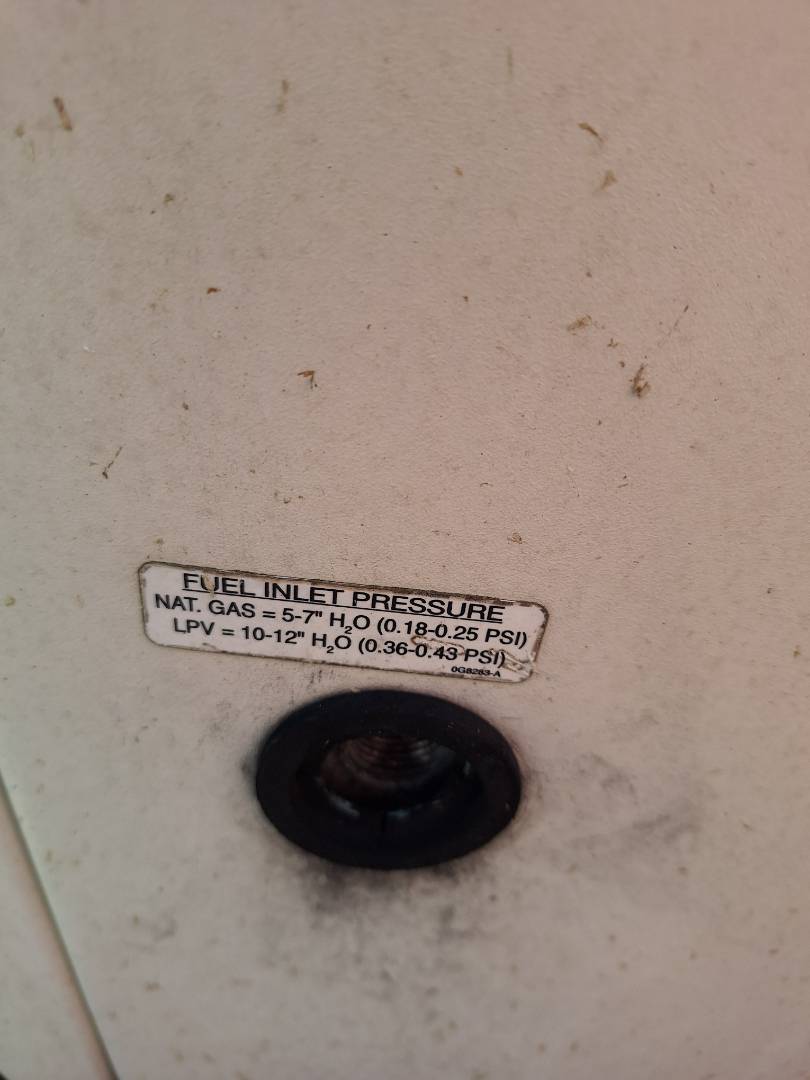 FUEL INLET PRESSURE
NAT. GAS = 5-7" H₂O (0.18-0.25 PSI)
LPV = 10-12" H₂O (0.36-0.43 PSI)
0G8283-A